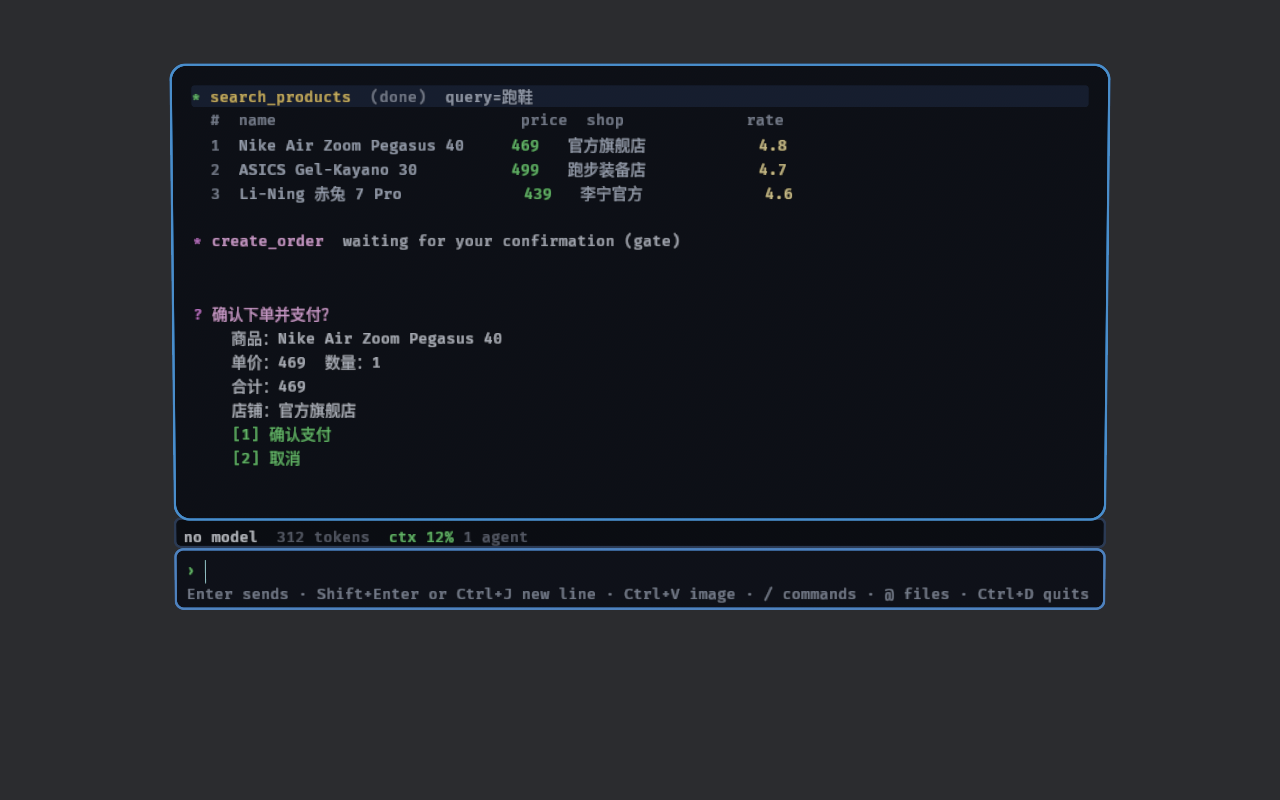 * search_products (done) query=跑鞋
# name price shop rate
1 Nike Air Zoom Pegasus 40 469 官方旗舰店 4.8
2 ASICS Gel-Kayano 30 499 跑步装备店 4.7
3 Li-Ning 赤兔 7 Pro 439 李宁官方 4.6
* create_order waiting for your confirmation (gate)
? 确认下单并支付?
商品: Nike Air Zoom Pegasus 40
单价: 469 数量: 1
合计: 469
店铺: 官方旗舰店
[1] 确认支付
[2] 取消
no model 312 tokens ctx 12% 1 agent
›
Enter sends · Shift+Enter or Ctrl+J new line · Ctrl+V image · / commands · @ files · Ctrl+D quits